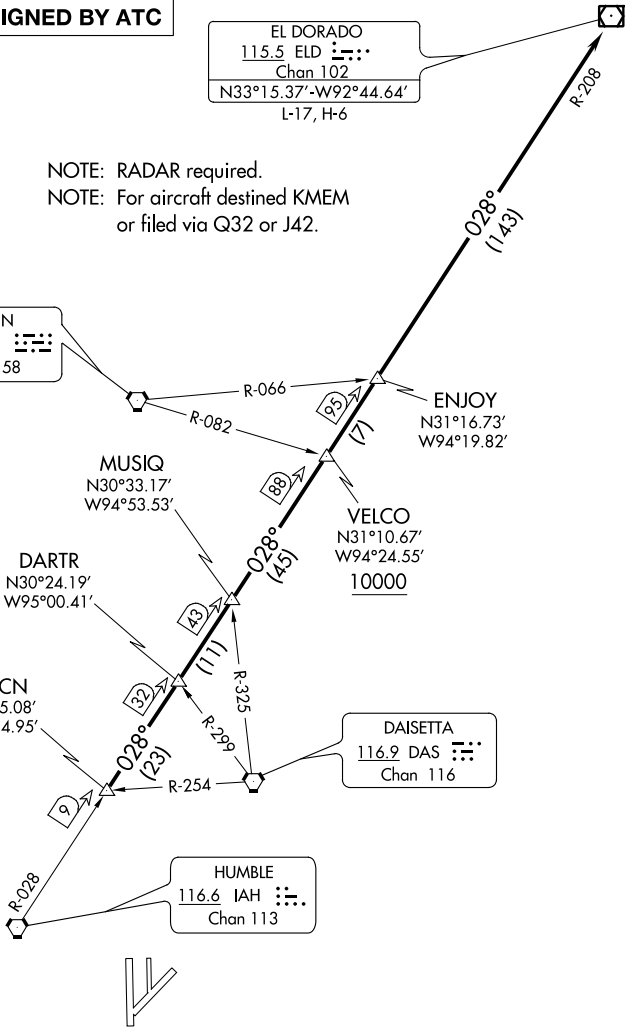 IGNED BY ATC
EL DORADO
115.5 ELD
Chan 102
N33°15.37'-W92°44.64'
L-17, H-6
R-208
NOTE: RADAR required.
NOTE: For aircraft destined KMEM
or filed via Q32 or J42.
028°
(143)
N
58
R-066
R-082
95
(7)
ENJOY
N31°16.73'
W94°19.82'
88
VELCO
N31°10.67'
W94°24.55'
10000
MUSIQ
N30°33.17'
W94°53.53'
028°
(45)
DARTR
N30°24.19'
W95°00.41'
43
(11)
R-325
32
R-299
CN
5.08'
4.95'
028°
(23)
R-254
DAISETTA
116.9 DAS
Chan 116
9
R-028
HUMBLE
116.6 IAH
Chan 113